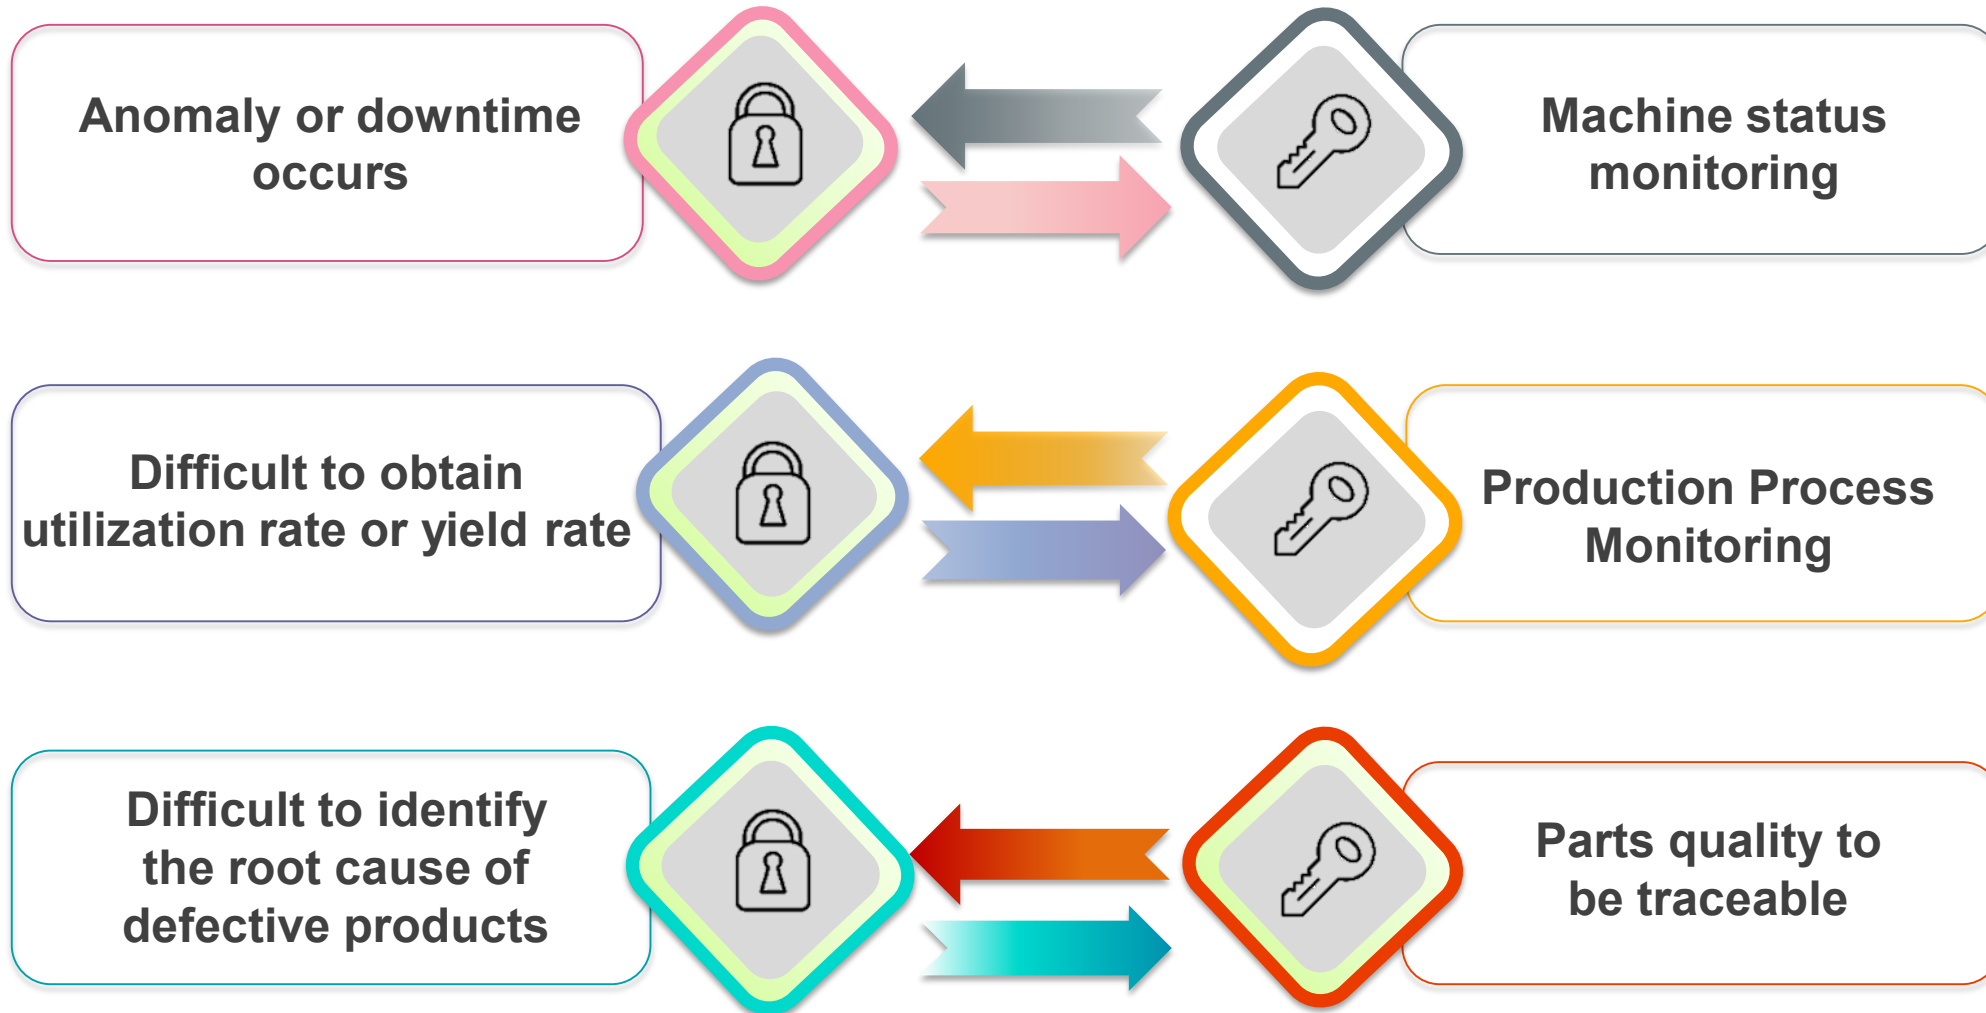 Anomaly or downtime
occurs
Machine status
monitoring
Difficult to obtain
utilization rate or yield rate
Production Process
Monitoring
Difficult to identify
the root cause of
defective products
Parts quality to
be traceable